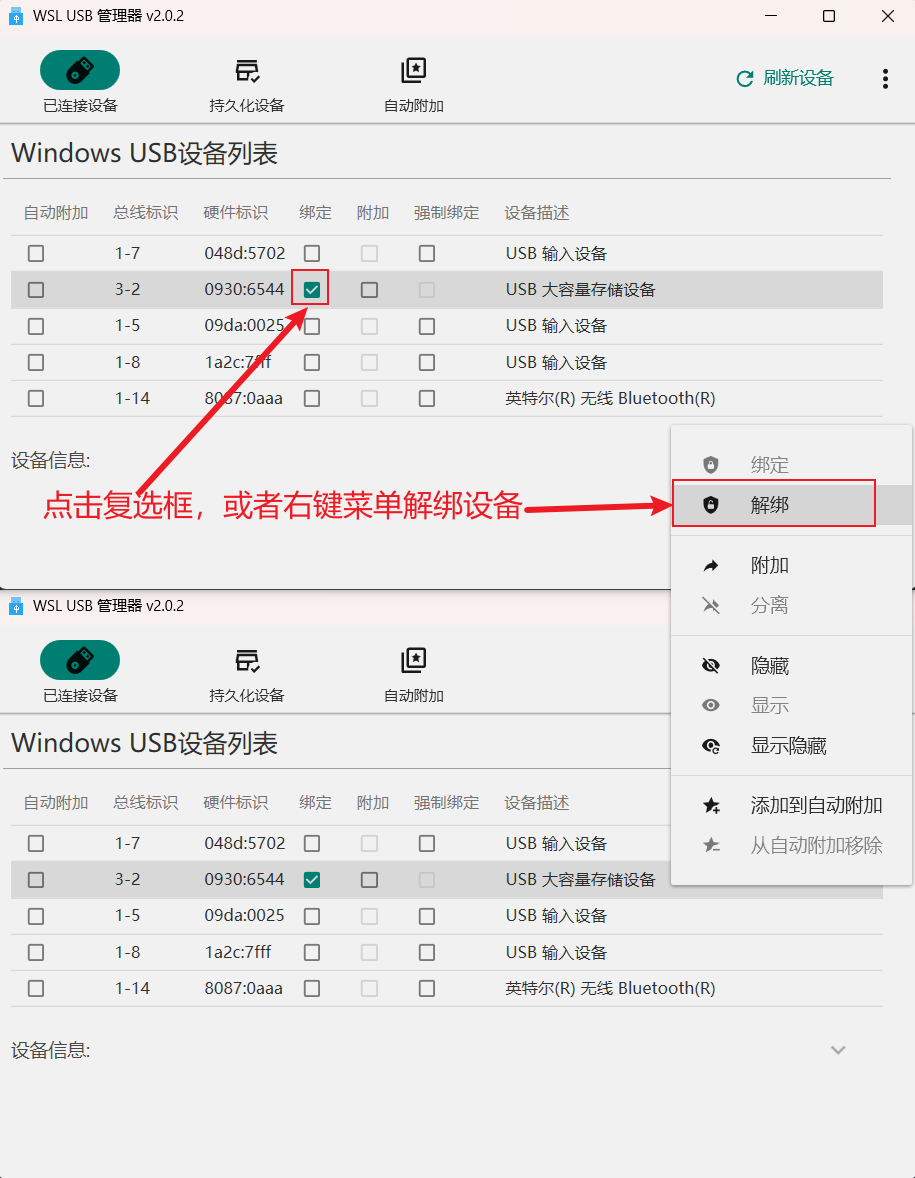 WSL USB 管理器 v2.0.2
已连接设备 持久化设备 自动附加 刷新设备
Windows USB设备列表
自动附加 总线标识 硬件标识 绑定 附加 强制绑定 设备描述
1-7 048d:5702 USB 输入设备
3-2 0930:6544 USB 大容量存储设备
1-5 09da:0025 USB 输入设备
1-8 1a2c:7fff USB 输入设备
1-14 8087:0aaa 英特尔(R) 无线 Bluetooth(R)
设备信息:
点击复选框，或者右键菜单解绑设备
绑定
解绑
附加
分离
隐藏
显示
显示隐藏
添加到自动附加
从自动附加移除
WSL USB 管理器 v2.0.2
已连接设备 持久化设备 自动附加
Windows USB设备列表
自动附加 总线标识 硬件标识 绑定 附加 强制绑定 设备描述
1-7 048d:5702 USB 输入设备
3-2 0930:6544 USB 大容量存储设备
1-5 09da:0025 USB 输入设备
1-8 1a2c:7fff USB 输入设备
1-14 8087:0aaa 英特尔(R) 无线 Bluetooth(R)
设备信息: